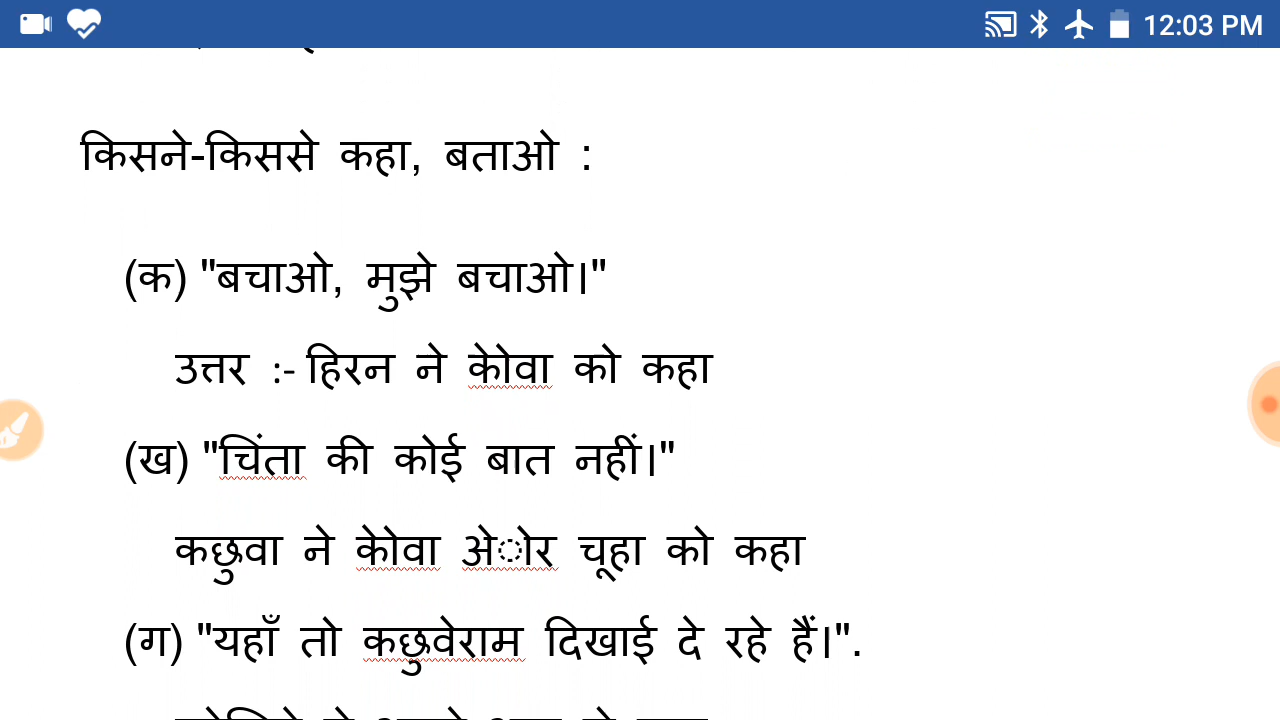 12:03 PM
किसने-किससे कहा, बताओ :
(क) "बचाओ, मुझे बचाओ।"
उत्तर :- हिरन ने केोवा को कहा
(ख) "चिंता की कोई बात नहीं।"
कछुवा ने केोवा अेोर चूहा को कहा
(ग) "यहाँ तो कछुवेराम दिखाई दे रहे हैं।".